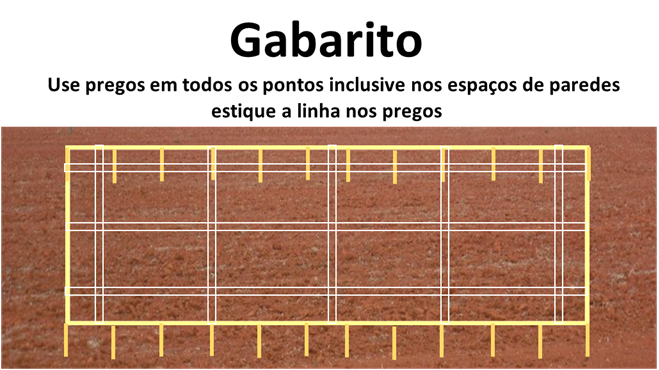 Gabarito
Use pregos em todos os pontos inclusive nos espaços de paredes
estique a linha nos pregos